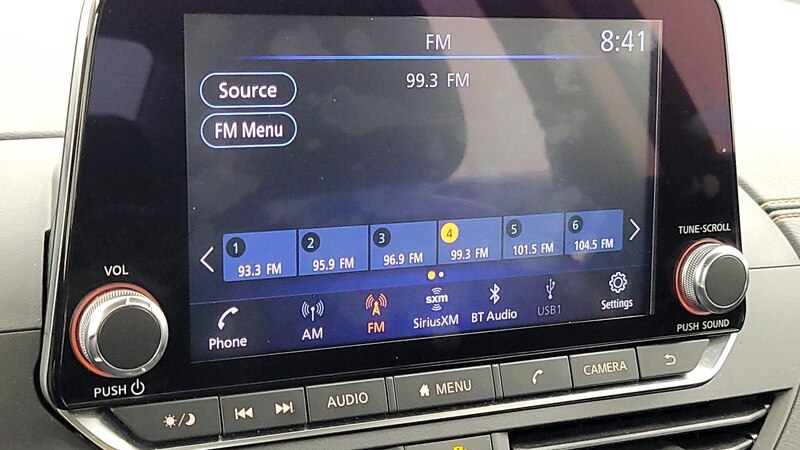 FM
8:41
99.3 FM
Source
FM Menu
1
93.3 FM
2
95.9 FM
3
96.9 FM
4
99.3 FM
5
101.5 FM
6
104.5 FM
Phone
AM
FM
sxm
SiriusXM
BT Audio
USB1
Settings
VOL
PUSH
TUNE·SCROLL
PUSH SOUND
AUDIO
MENU
CAMERA